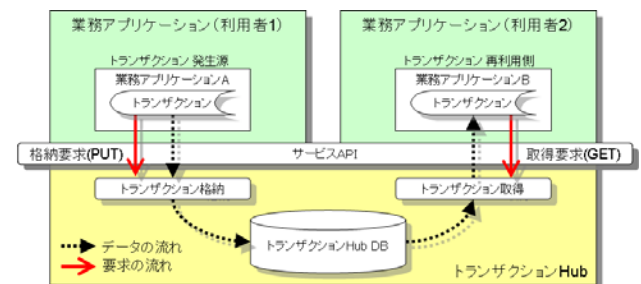 業務アプリケーション(利用者1)
業務アプリケーション(利用者2)
トランザクション 発生源
トランザクション 再利用側
業務アプリケーションA
業務アプリケーションB
トランザクション
トランザクション
格納要求(PUT)
サービスAPI
取得要求(GET)
トランザクション格納
トランザクション取得
トランザクションHub DB
データの流れ
要求の流れ
トランザクションHub